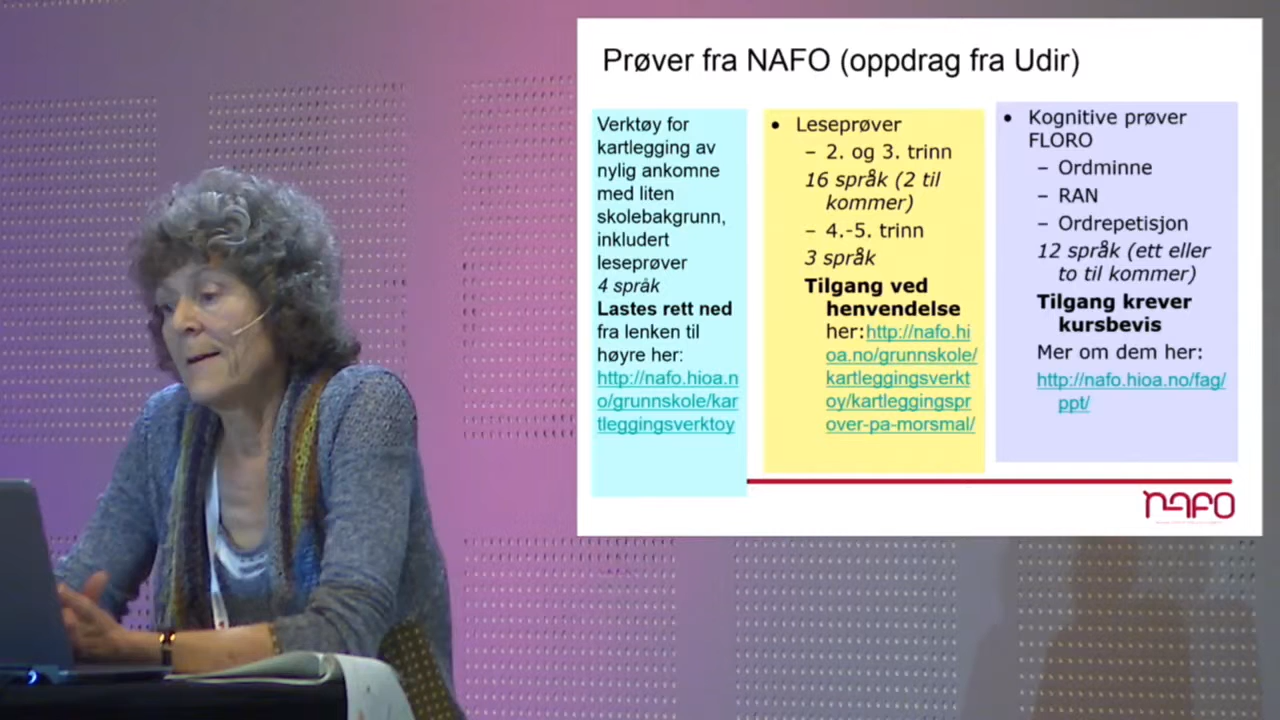 Prøver fra NAFO (oppdrag fra Udir)
Verktøy for
kartlegging av
nylig ankomne
med liten
skolebakgrunn,
inkludert
leseprøver
4 språk
Lastes rett ned
fra lenken til
høyre her:
http://nafo.hioa.n
o/grunnskole/kar
tleggingsverktoy
• Leseprøver
– 2. og 3. trinn
16 språk (2 til
kommer)
– 4.-5. trinn
3 språk
Tilgang ved
henvendelse
her:http://nafo.hi
oa.no/grunnskole/
kartleggingsverkt
oy/kartleggingspr
over-pa-morsmal/
• Kognitive prøver
FLORO
– Ordminne
– RAN
– Ordrepetisjon
12 språk (ett eller
to til kommer)
Tilgang krever
kursbevis
Mer om dem her:
http://nafo.hioa.no/fag/
ppt/
NAFO